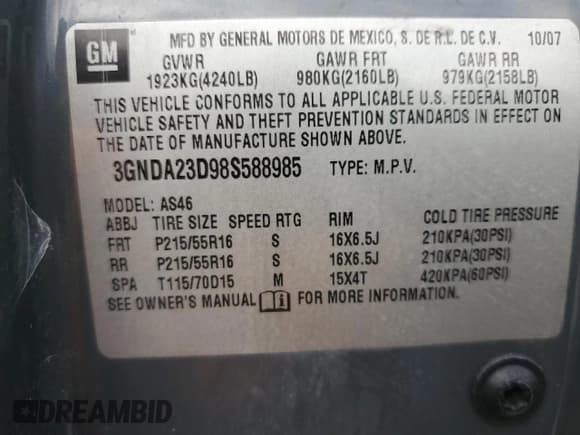 GM MFD BY GENERAL MOTORS DE MEXICO, S. DE R.L. DE C.V. 10/07
GVWR GAWR FRT GAWR RR
1923KG(4240LB) 980KG(2160LB) 979KG(2158LB)
THIS VEHICLE CONFORMS TO ALL APPLICABLE U.S. FEDERAL MOTOR
VEHICLE SAFETY AND THEFT PREVENTION STANDARDS IN EFFECT ON
THE DATE OF MANUFACTURE SHOWN ABOVE.
3GNDA23D98S588985 TYPE: M.P.V.
MODEL: AS46
ABBJ TIRE SIZE SPEED RTG RIM COLD TIRE PRESSURE
FRT P215/55R16 S 16X6.5J 210KPA(30PSI)
RR P215/55R16 S 16X6.5J 210KPA(30PSI)
SPA T115/70D15 M 15X4T 420KPA(60PSI)
SEE OWNER'S MANUAL FOR MORE INFORMATION.
DREAMBID